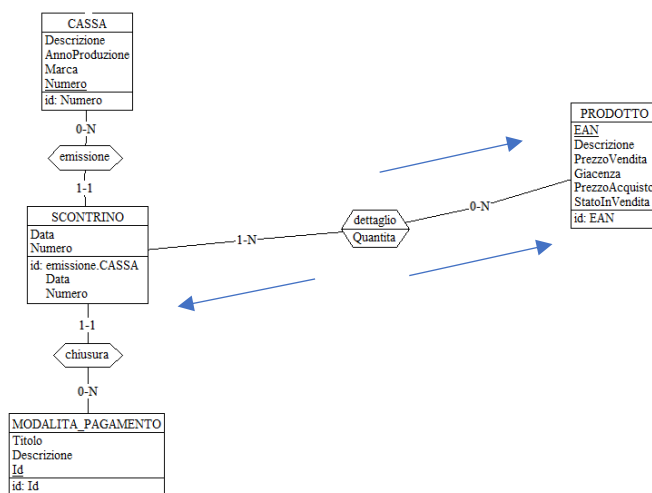 CASSA
Descrizione
AnnoProduzione
Marca
Numero
id: Numero
0-N
emissione
1-1
SCONTRINO
Data
Numero
id: emissione.CASSA
Data
Numero
1-1
chiusura
0-N
MODALITA_PAGAMENTO
Titolo
Descrizione
Id
id: Id
1-N
dettaglio
Quantita
0-N
PRODOTTO
EAN
Descrizione
PrezzoVendita
Giacenza
PrezzoAcquisto
StatoInVendita
id: EAN